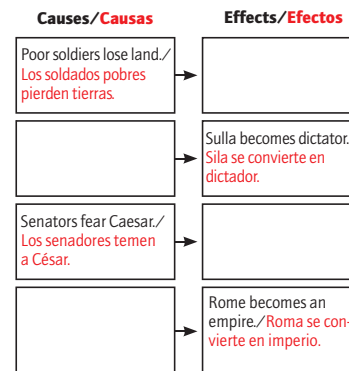 Causes/Causas
Effects/Efectos
Poor soldiers lose land./
Los soldados pobres
pierden tierras.
Sulla becomes dictator.
Sila se convierte en
dictador.
Senators fear Caesar./
Los senadores temen
a César.
Rome becomes an
empire./Roma se con-
vierte en imperio.